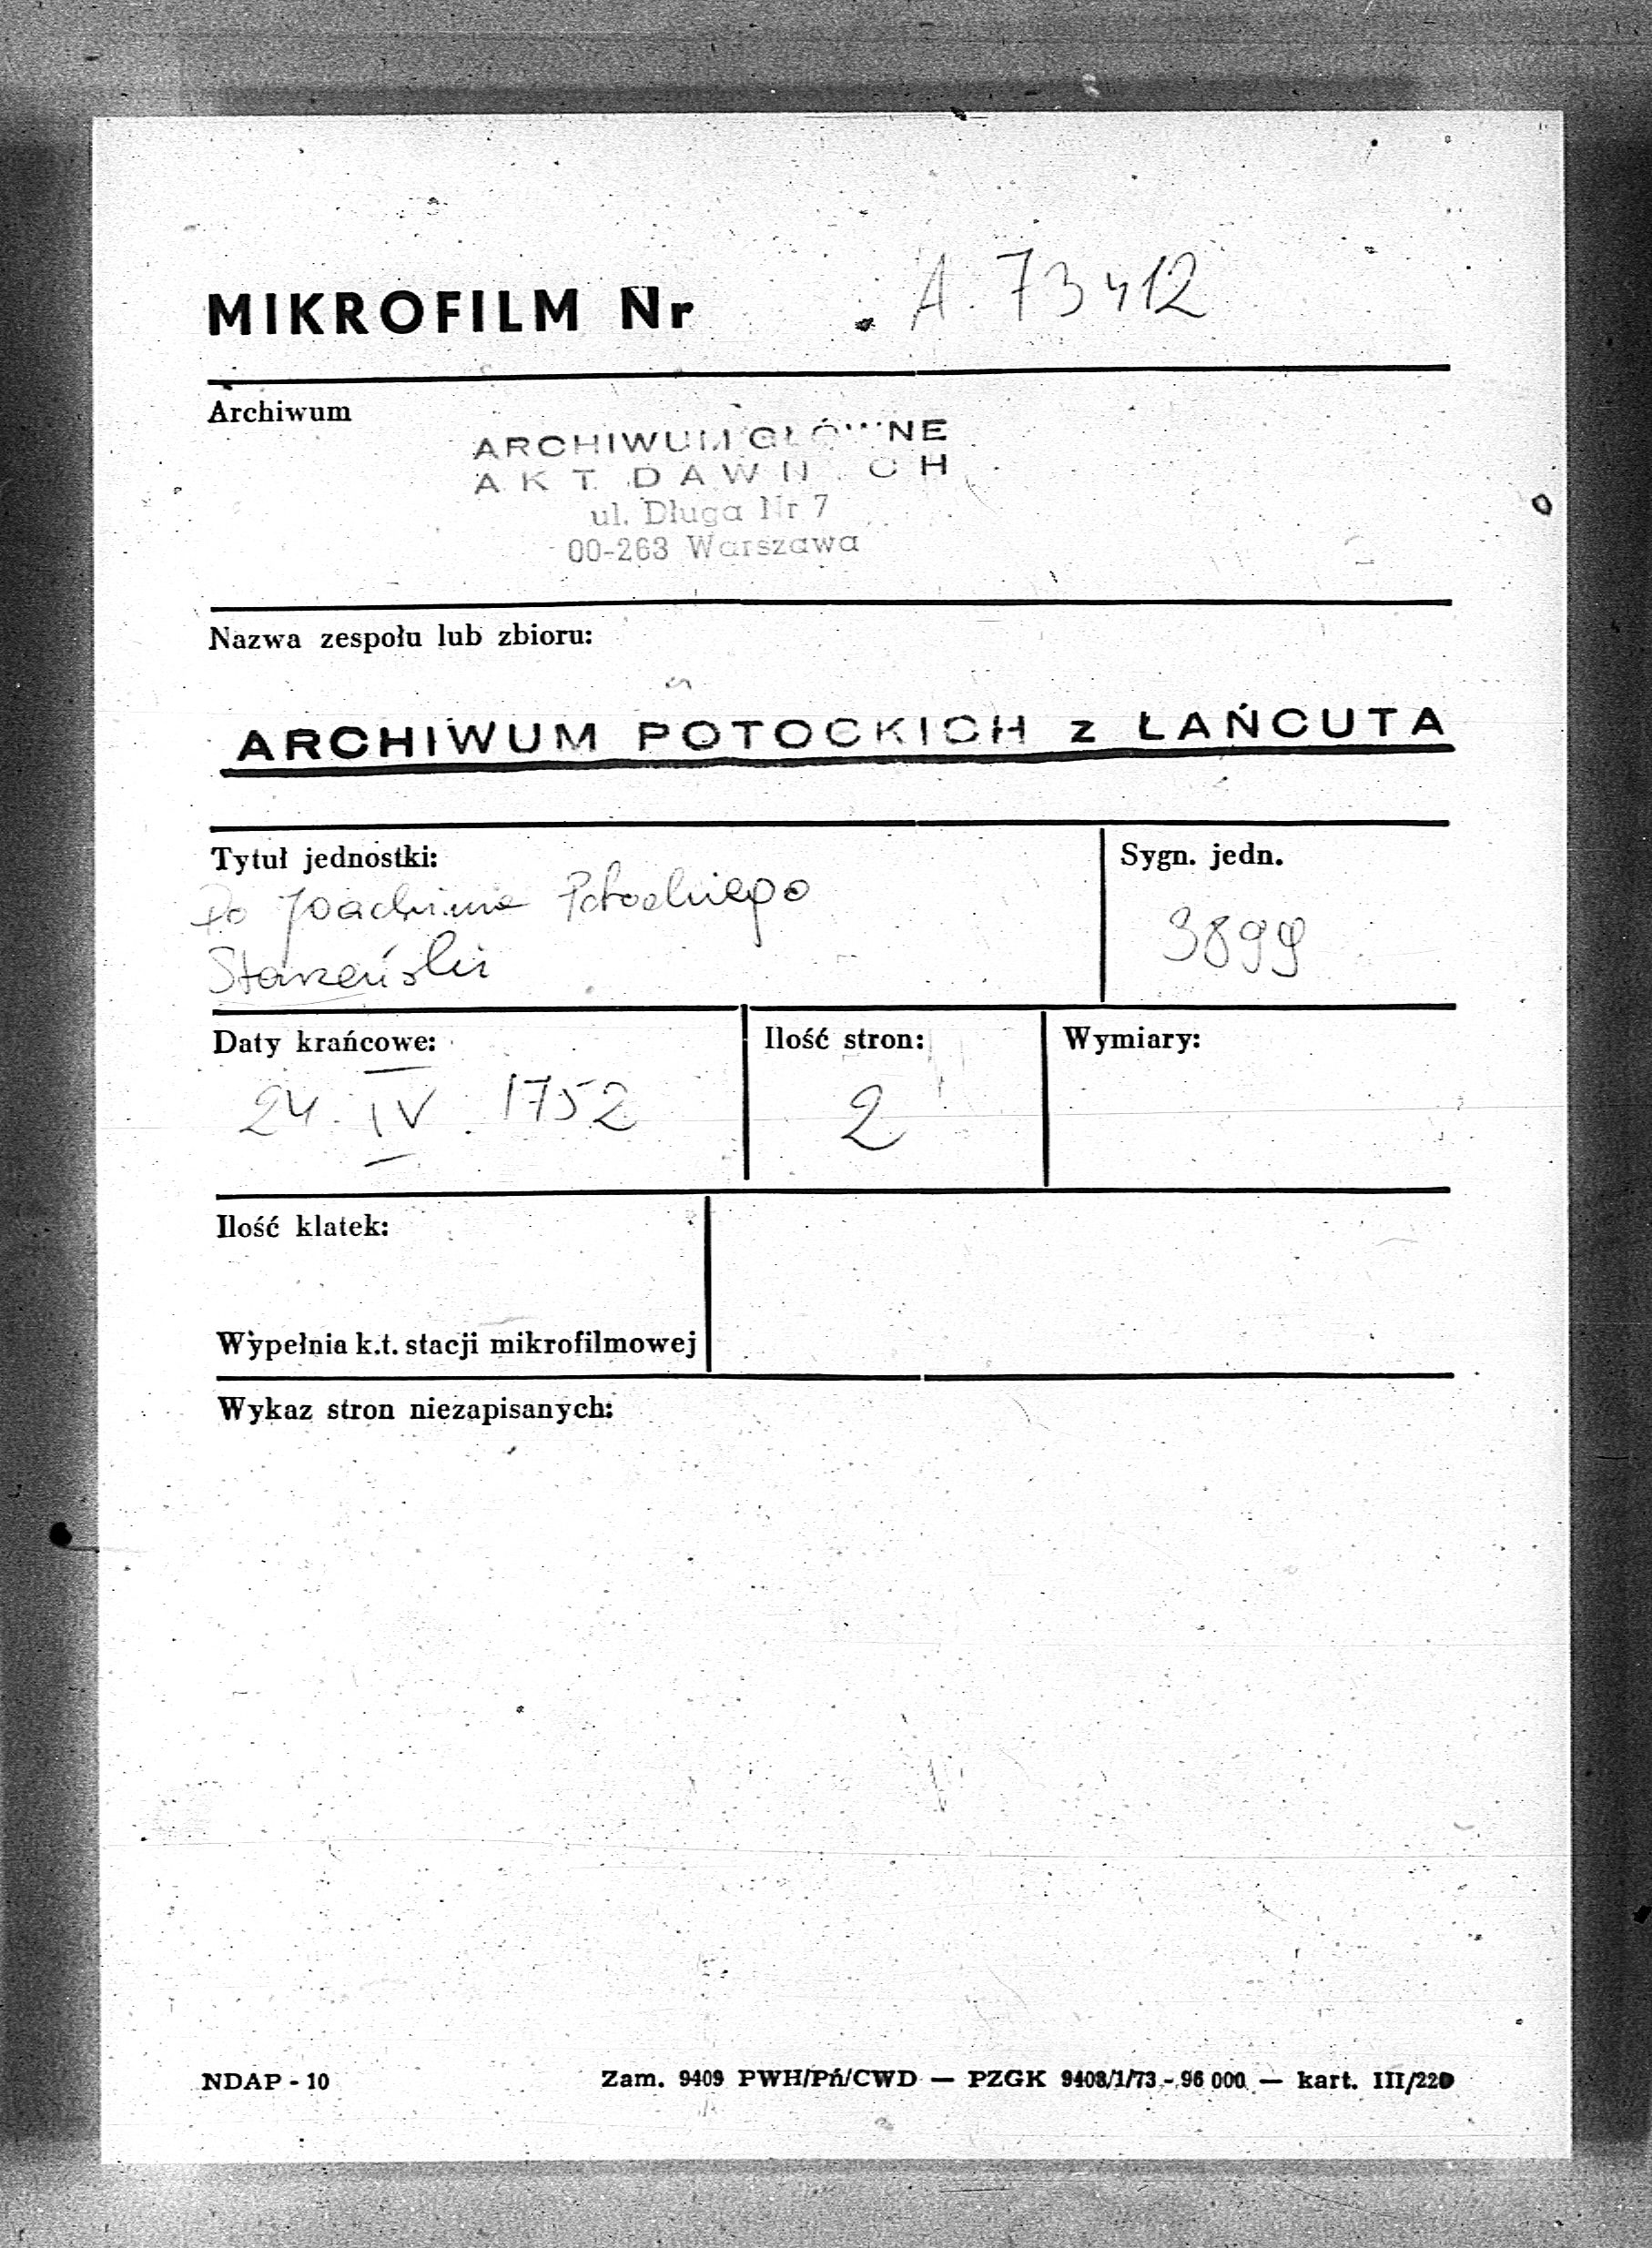 MIKROFILM Nr A. 73412
Archiwum
ARCHIWUM GŁÓWNE
AKT DAWNYCH
ul. Długa Nr 7
00-263 Warszawa
Nazwa zespołu lub zbioru:
ARCHIWUM POTOCKICH z ŁAŃCUTA
Tytuł jednostki:
Do Joachima Potockiego
Starzeński
Sygn. jedn.
3899
Daty krańcowe:
24. IV. 1752
Ilość stron:
2
Wymiary:
Ilość klatek:
Wypełnia k.t. stacji mikrofilmowej
Wykaz stron niezapisanych:
NDAP - 10
Zam. 9409 PWH/Pń/CWD — PZGK 9408/1/73 - 96 000 — kart. III/220